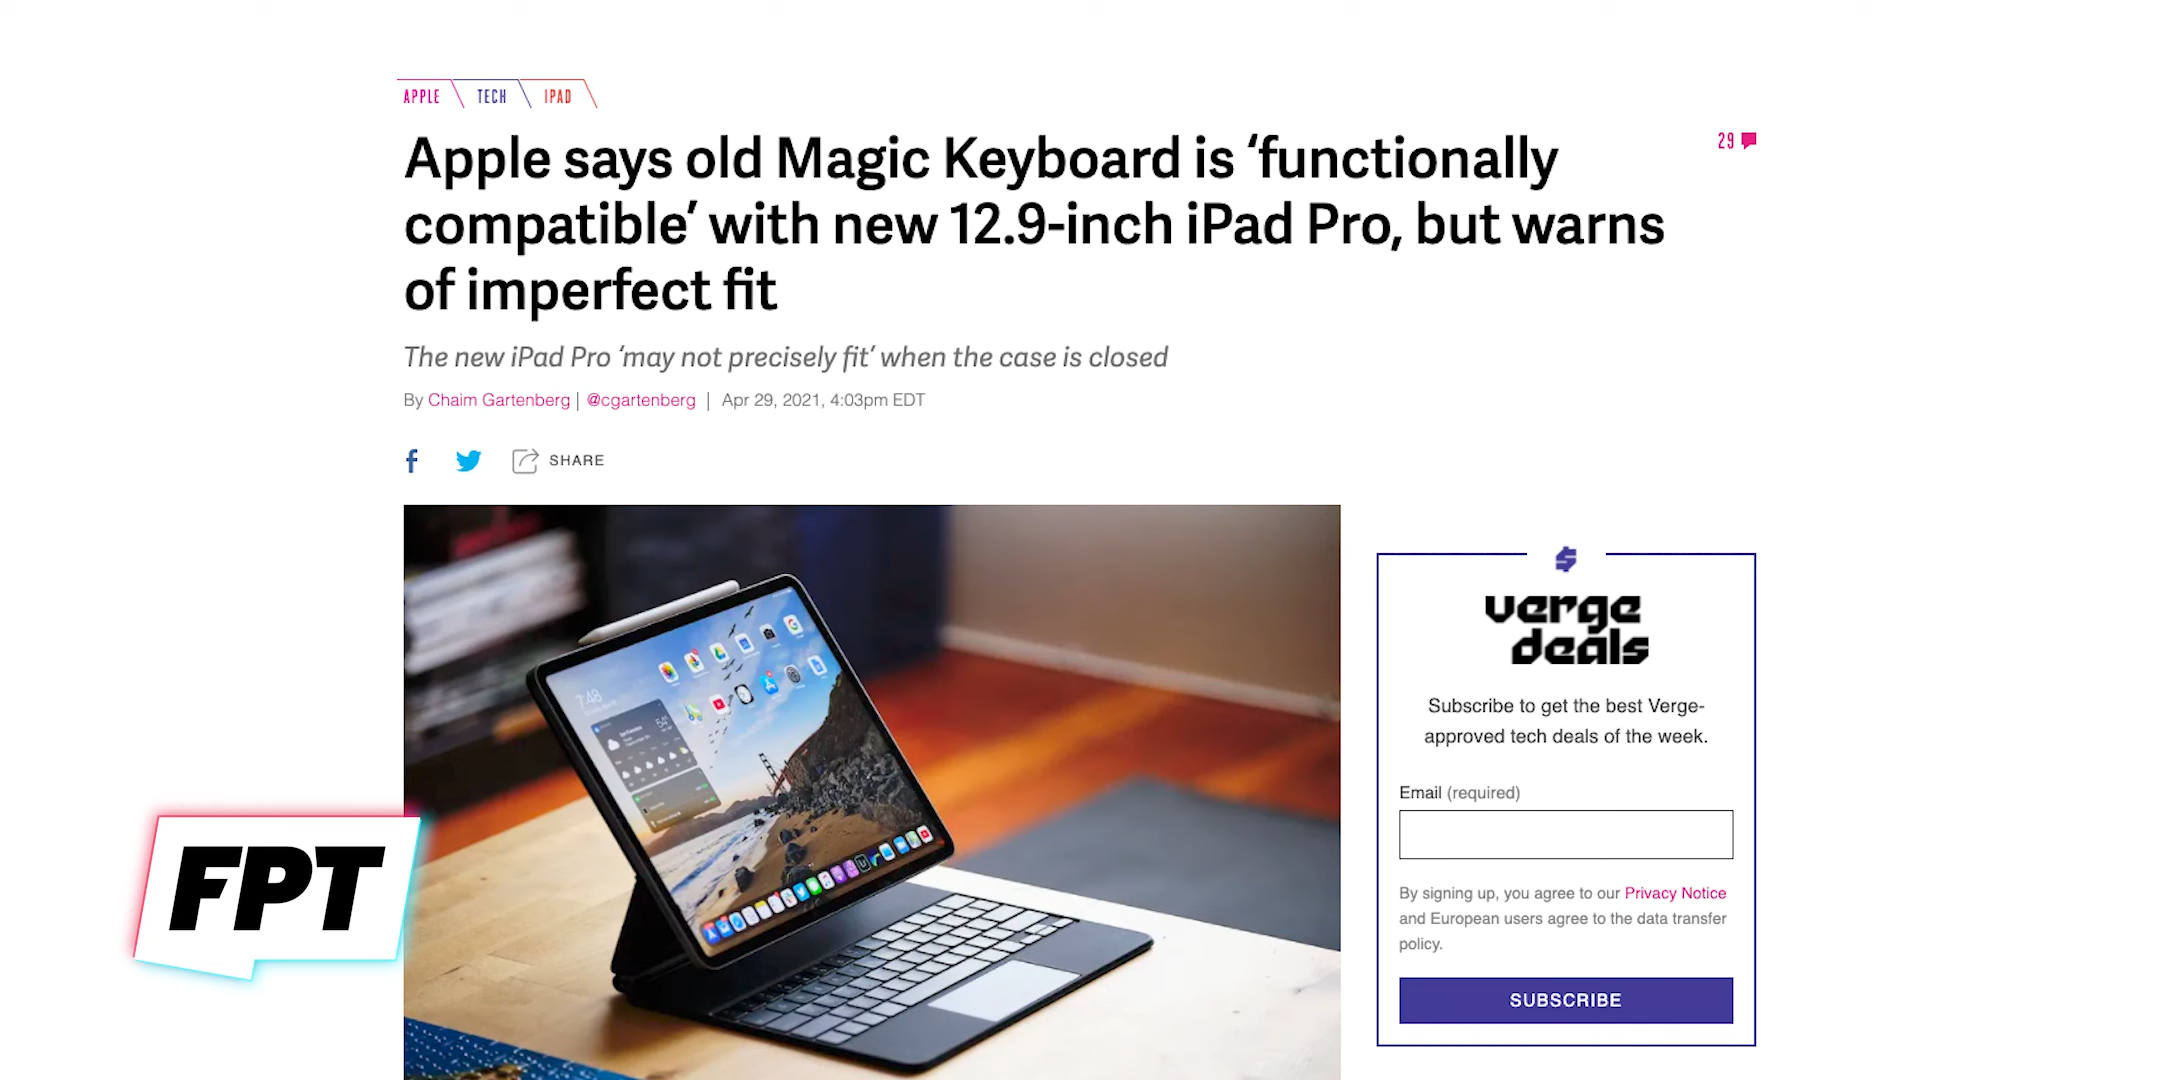 APPLE TECH IPAD
Apple says old Magic Keyboard is ‘functionally
compatible’ with new 12.9-inch iPad Pro, but warns
of imperfect fit
29
The new iPad Pro ‘may not precisely fit’ when the case is closed
By Chaim Gartenberg | @cgartenberg | Apr 29, 2021, 4:03pm EDT
SHARE
7:48
54°
verge
deals
Subscribe to get the best Verge-
approved tech deals of the week.
Email (required)
By signing up, you agree to our Privacy Notice
and European users agree to the data transfer
policy.
SUBSCRIBE
FPT